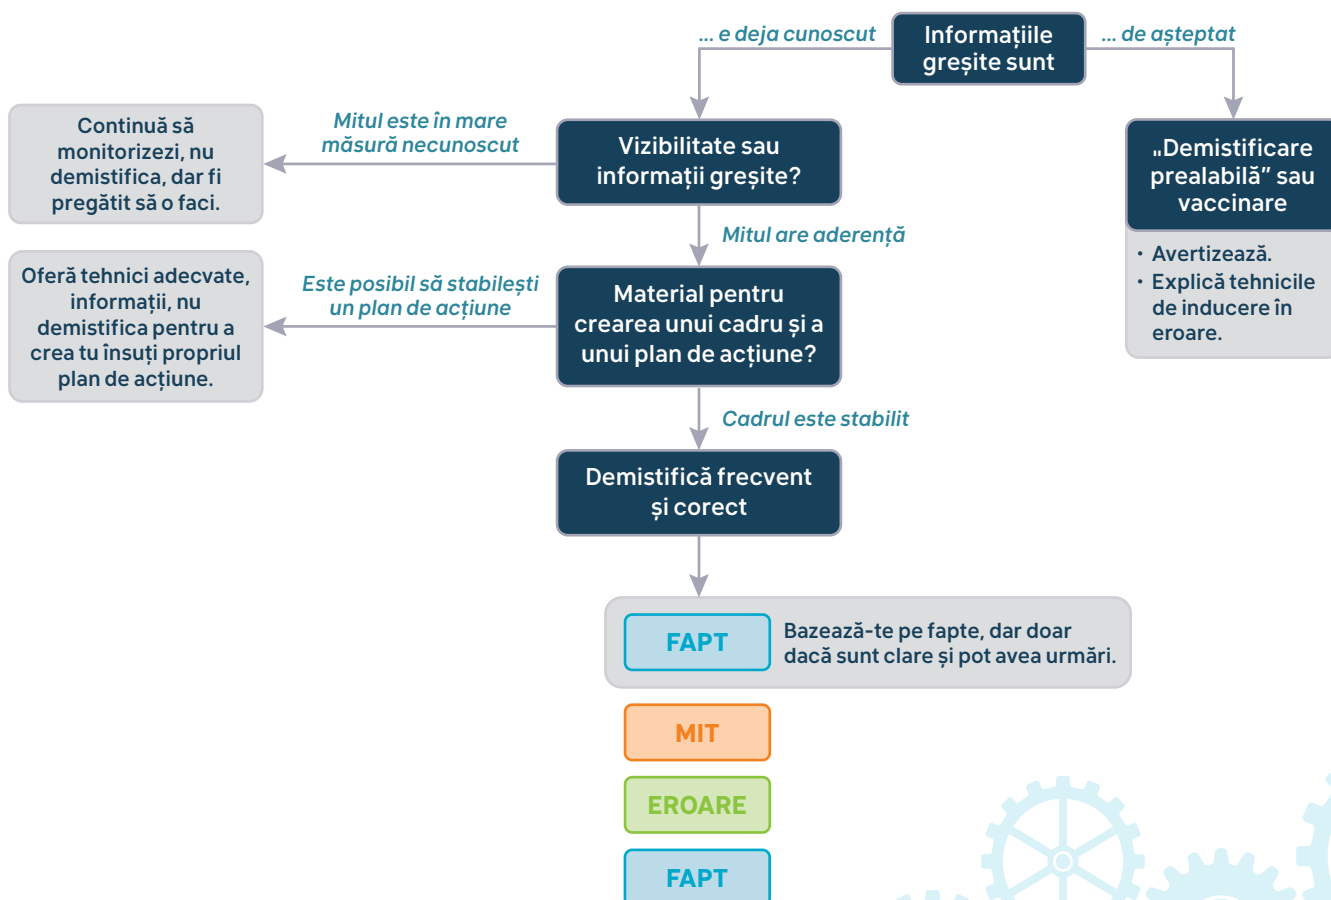 ... e deja cunoscut
Informațiile
greșite sunt
... de așteptat
Mitul este în mare
măsură necunoscut
Continuă să
monitorizezi, nu
demistifica, dar fi
pregătit să o faci.
Vizibilitate sau
informații greșite?
„Demistificare
prealabilă” sau
vaccinare
Mitul are aderență
• Avertizează.
• Explică tehnicile
de inducere în
eroare.
Oferă tehnici adecvate,
informații, nu
demistifica pentru a
crea tu însuți propriul
plan de acțiune.
Este posibil să stabilești
un plan de acțiune
Material pentru
crearea unui cadru și a
unui plan de acțiune?
Cadrul este stabilit
Demistifică frecvent
și corect
FAPT
Bazează-te pe fapte, dar doar
dacă sunt clare și pot avea urmări.
MIT
EROARE
FAPT